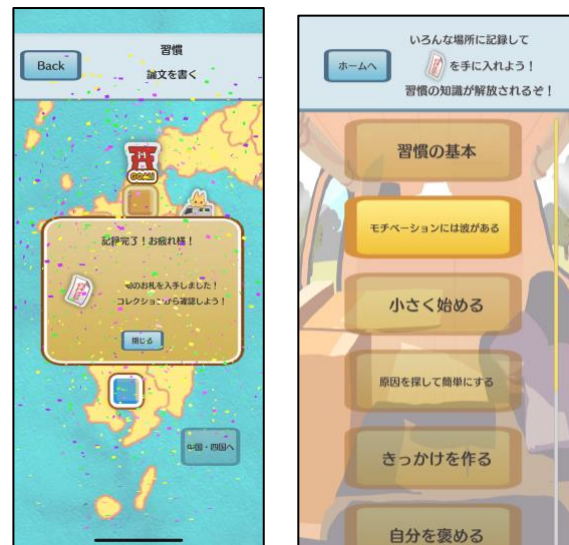 Back
習慣
論文を書く
GOAL
記録完了!お疲れ様!
のお札を入手しました!
コレクションから確認しよう!
閉じる
中国・四国へ
ホームへ
いろんな場所に記録して
を手に入れよう!
習慣の知識が解放されるぞ!
習慣の基本
モチベーションには波がある
小さく始める
原因を探して簡単にする
きっかけを作る
自分を褒める